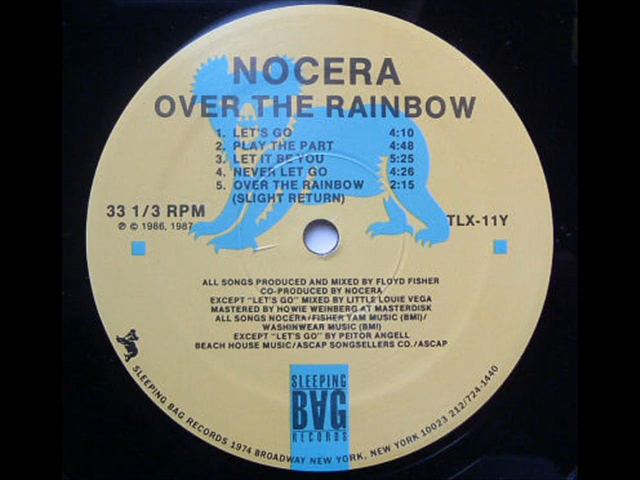 NOCERA
OVER THE RAINBOW
1. LET'S GO 4:10
2. PLAY THE PART 4:48
3. LET IT BE YOU 5:25
4. NEVER LET GO 4:26
5. OVER THE RAINBOW 2:15
(SLIGHT RETURN)
33 1/3 RPM
TLX-11Y
℗ © 1986, 1987
ALL SONGS PRODUCED AND MIXED BY FLOYD FISHER
CO-PRODUCED BY NOCERA
EXCEPT "LET'S GO" MIXED BY LITTLE LOUIE VEGA
MASTERED BY HOWIE WEINBERG AT MASTERDISK
ALL SONGS NOCERA/FISHER TAM MUSIC (BMI)/
WASHINWEAR MUSIC (BMI)
EXCEPT "LET'S GO" BY PEITOR ANGELL
BEACH HOUSE MUSIC/ASCAP SONGSELLERS CO./ASCAP
SLEEPING
BAG
RECORDS
SLEEPING BAG RECORDS 1974 BROADWAY NEW YORK, NEW YORK 10023 212/724-1440